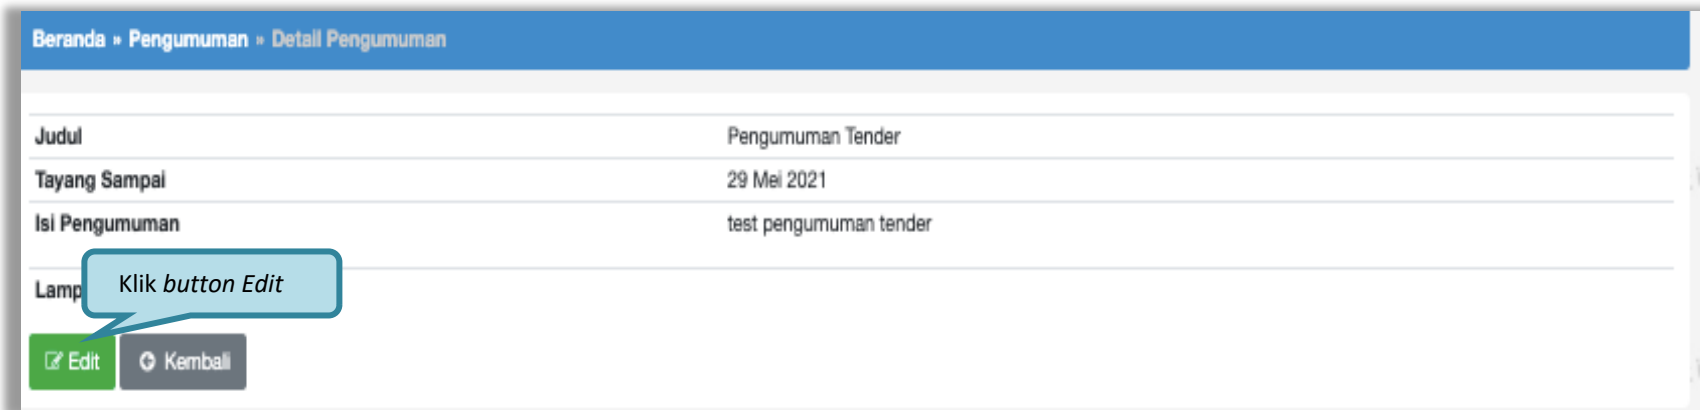 Beranda » Pengumuman » Detail Pengumuman
Judul Pengumuman Tender
Tayang Sampai 29 Mei 2021
Isi Pengumuman test pengumuman tender
Klik button Edit
Lamp
Edit Kembali